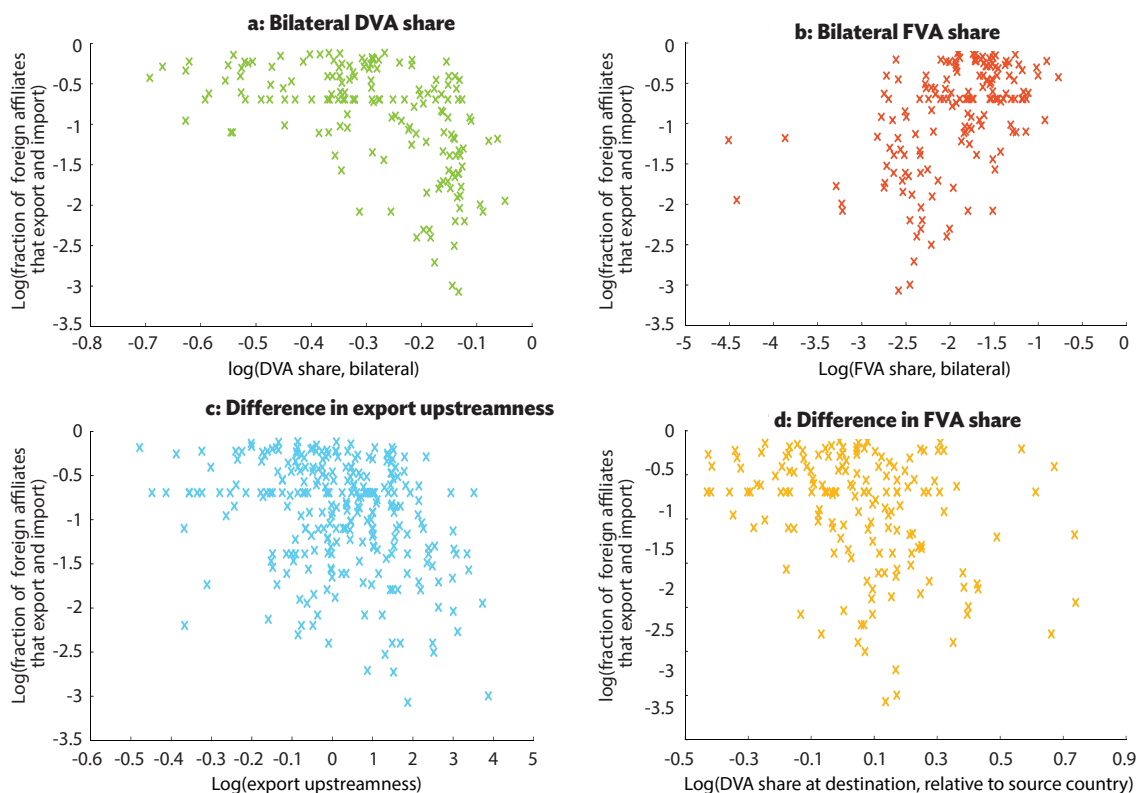 a: Bilateral DVA share
Log(fraction of foreign affiliates
that export and import)
0
-0.5
-1
-1.5
-2
-2.5
-3
-3.5
-0.8 -0.7 -0.6 -0.5 -0.4 -0.3 -0.2 -0.1 0
log(DVA share, bilateral)
b: Bilateral FVA share
Log(fraction of foreign affiliates
that export and import)
0
-0.5
-1
-1.5
-2
-2.5
-3
-3.5
-5 -4.5 -4 -3.5 -3 -2.5 -2 -1.5 -1 -0.5 0
Log(FVA share, bilateral)
c: Difference in export upstreamness
Log(fraction of foreign affiliates
that export and import)
0
-0.5
-1
-1.5
-2
-2.5
-3
-3.5
-0.6 -0.5 -0.4 -0.3 -0.2 -0.1 0 1 2 3 4 5
Log(export upstreamness)
d: Difference in FVA share
log(fraction of foreign affiliates
that export and import)
0
-0.5
-1
-1.5
-2
-2.5
-3
-3.5
-0.5 -0.3 -0.1 0.1 0.3 0.5 0.7 0.9
Log(DVA share at destination, relative to source country)